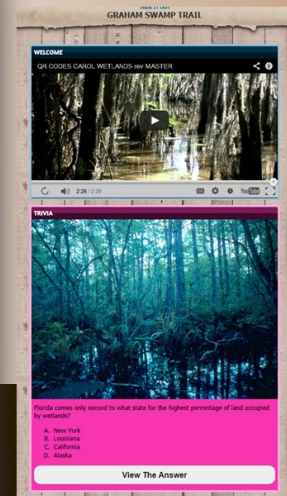 GRAHAM SWAMP TRAIL
WELCOME
QR CODES CAROL WETLANDS rev MASTER
2:26 / 2:26
YouTube
TRIVIA
Florida comes only second to what state for the highest percentage of land occupied
by wetlands?
A. New York
B. Louisiana
C. California
D. Alaska
View The Answer